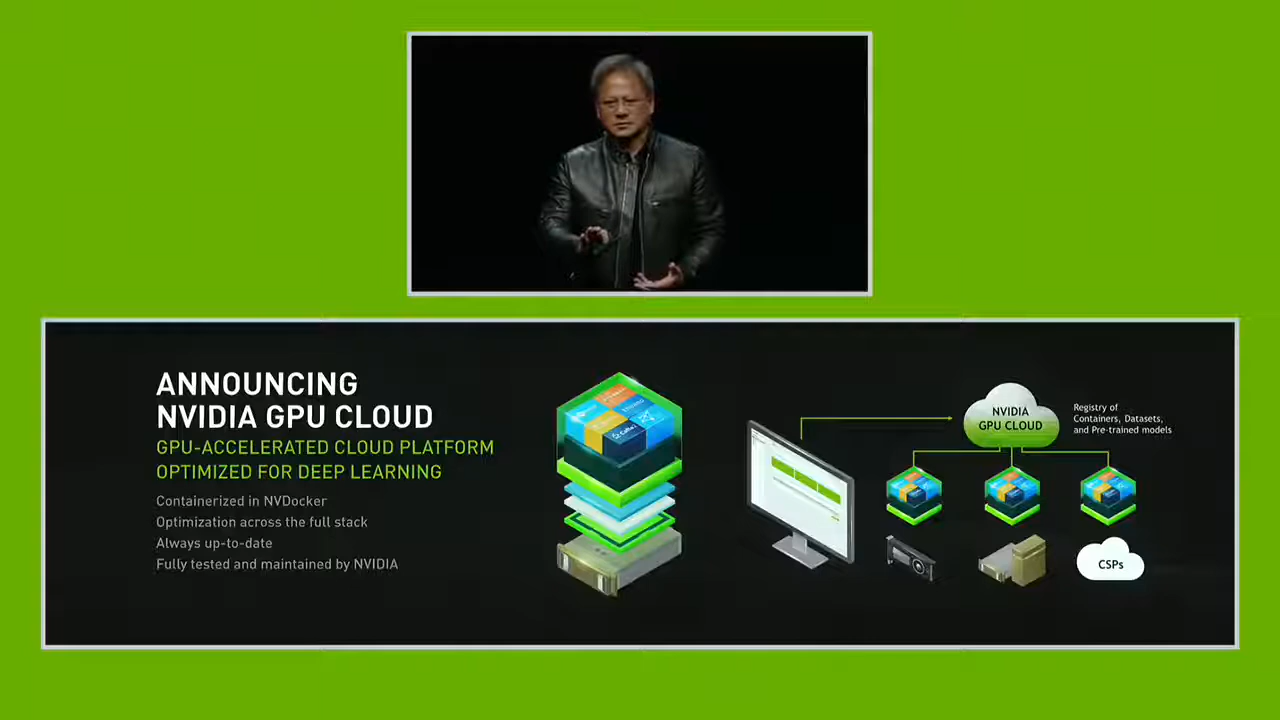 ANNOUNCING
NVIDIA GPU CLOUD
GPU-ACCELERATED CLOUD PLATFORM
OPTIMIZED FOR DEEP LEARNING
Containerized in NVDocker
Optimization across the full stack
Always up-to-date
Fully tested and maintained by NVIDIA
Caffe2
NVIDIA
GPU CLOUD
Registry of
Containers, Datasets,
and Pre-trained models
CSPs